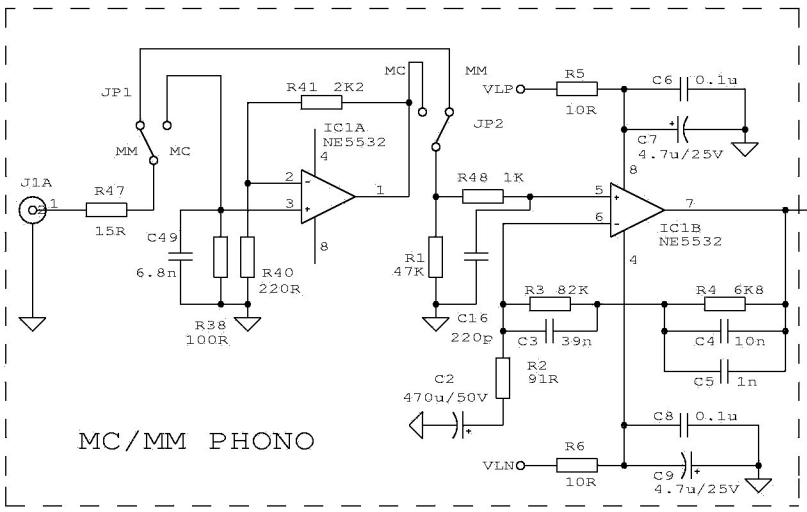 MC
MM
VLP
R5
10R
C6
0.1u
+
C7
4.7u/25V
8
JP1
MM
MC
R41 2K2
IC1A
NE5532
4
JP2
J1A
2
1
R47
15R
2
-
3
+
1
8
R48 1K
5
+
6
-
7
IC1B
NE5532
4
C49
6.8n
R40
220R
R38
100R
R1
47K
C16
220p
R3 82K
C3 39n
R4 6K8
C4 10n
C5 1n
R2
91R
C2
470u/50V
+
MC/MM PHONO
VLN
R6
10R
C8
0.1u
C9
+
4.7u/25V